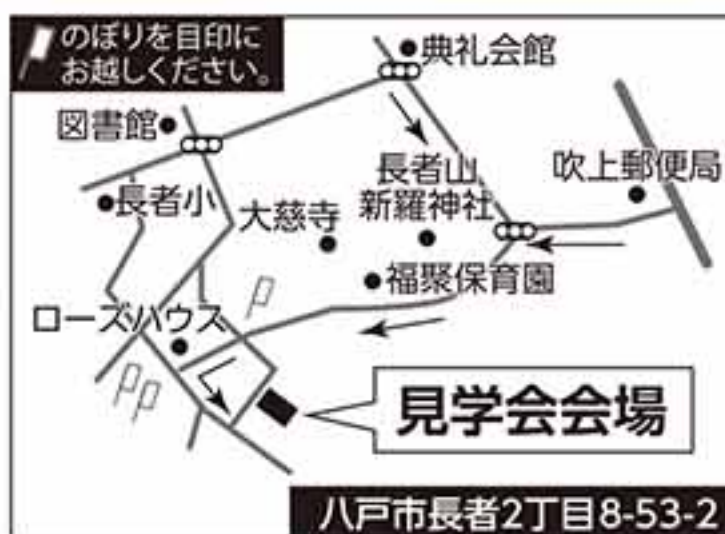 のぼりを目印に
お越しください。
典礼会館
図書館
長者山
新羅神社
吹上郵便局
長者小
大慈寺
福聚保育園
ローズハウス
見学会会場
八戸市長者2丁目8-53-2